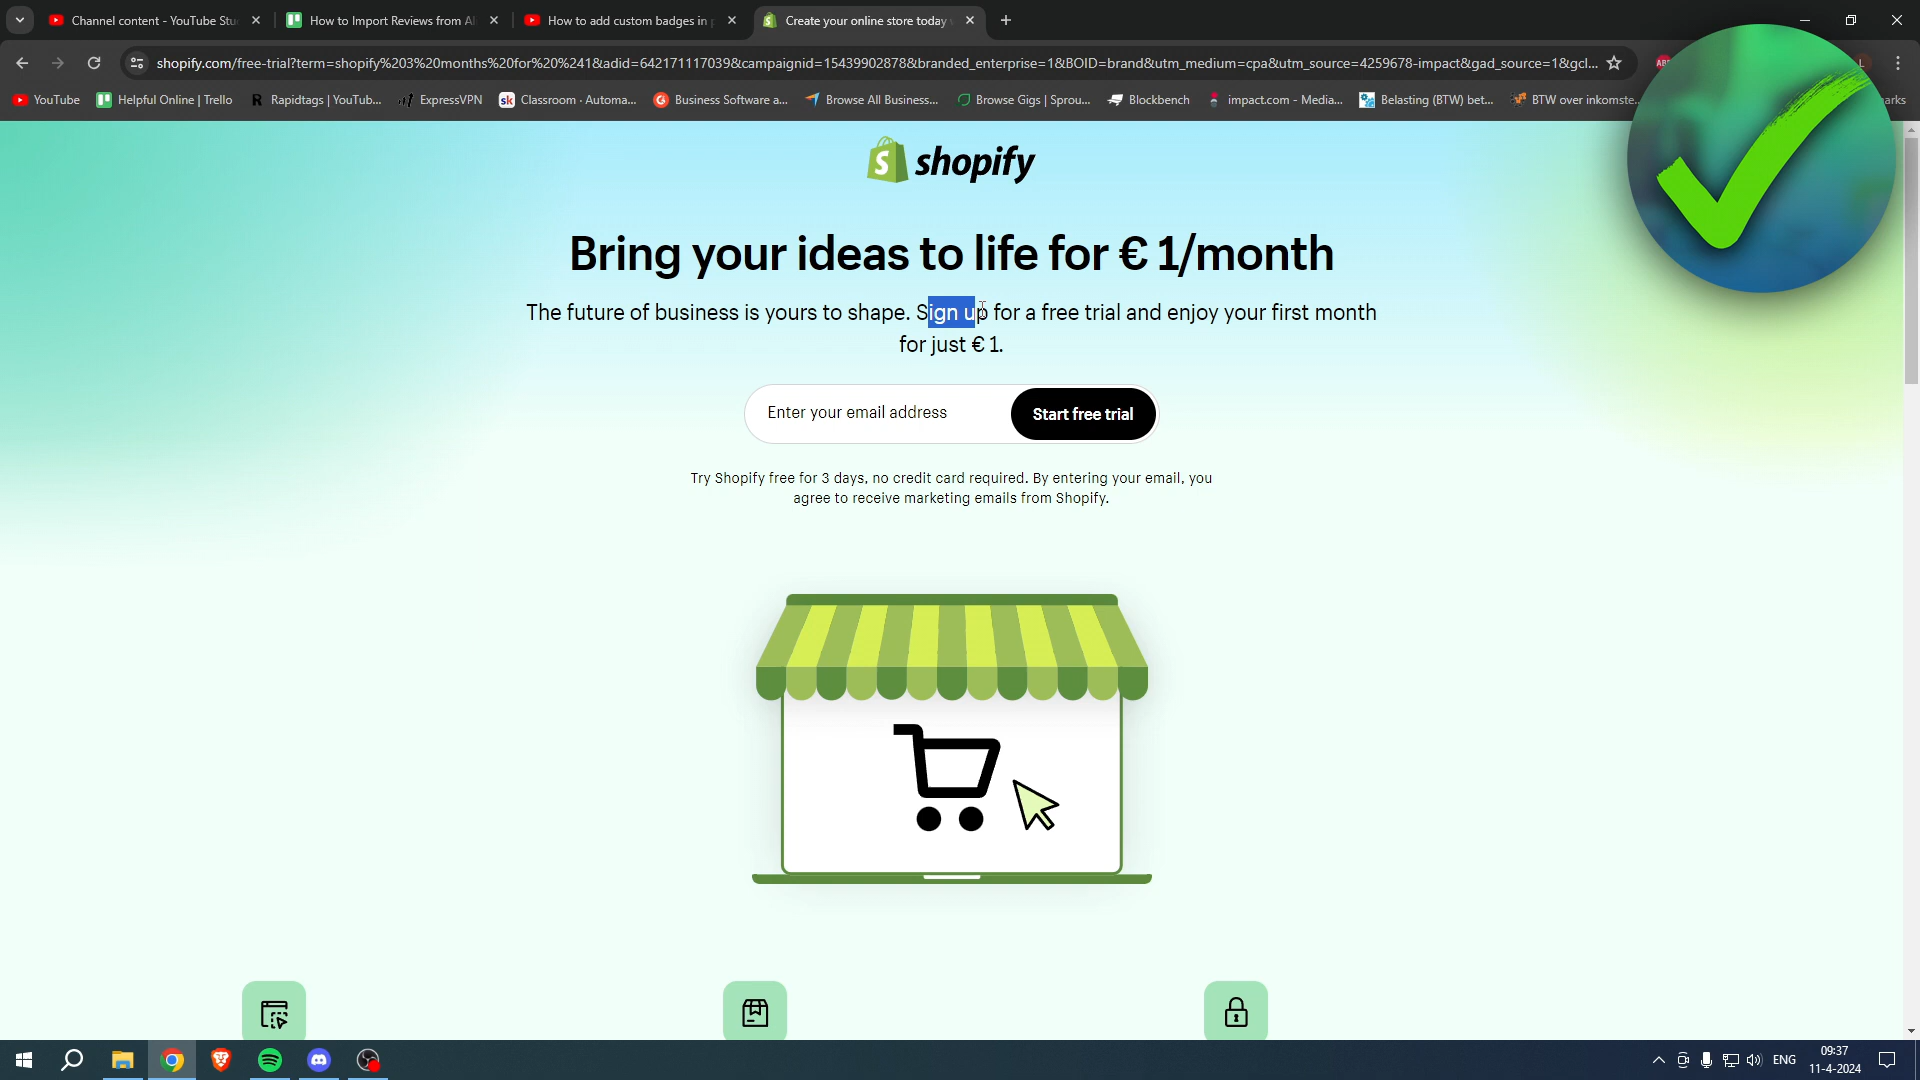 Channel content - YouTube Stu
How to Import Reviews from Al
How to add custom badges in
Create your online store today
shopify.com/free-trial?term=shopify%203%20months%20for%20%241&adid=642171117039&campaignid=15439902878&branded_enterprise=1&BOID=brand&utm_medium=cpa&utm_source=4259678-impact&gad_source=1&gcl...
YouTube
Helpful Online | Trello
Rapidtags | YouTub...
ExpressVPN
Classroom - Automa...
Business Software a...
Browse All Business...
Browse Gigs | Sprou...
Blockbench
impact.com - Media...
Belasting (BTW) bet...
BTW over inkomste...
shopify
Bring your ideas to life for € 1/month
The future of business is yours to shape. Sign up for a free trial and enjoy your first month
for just € 1.
Enter your email address
Start free trial
Try Shopify free for 3 days, no credit card required. By entering your email, you
agree to receive marketing emails from Shopify.
ENG
09:37
11-4-2024